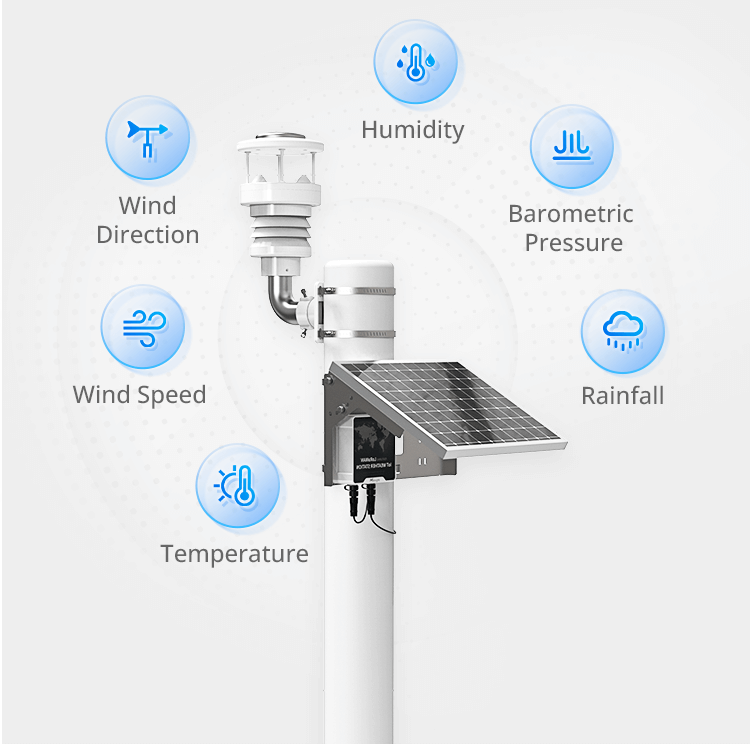 Humidity
Wind
Direction
Barometric
Pressure
Wind Speed
Rainfall
Temperature